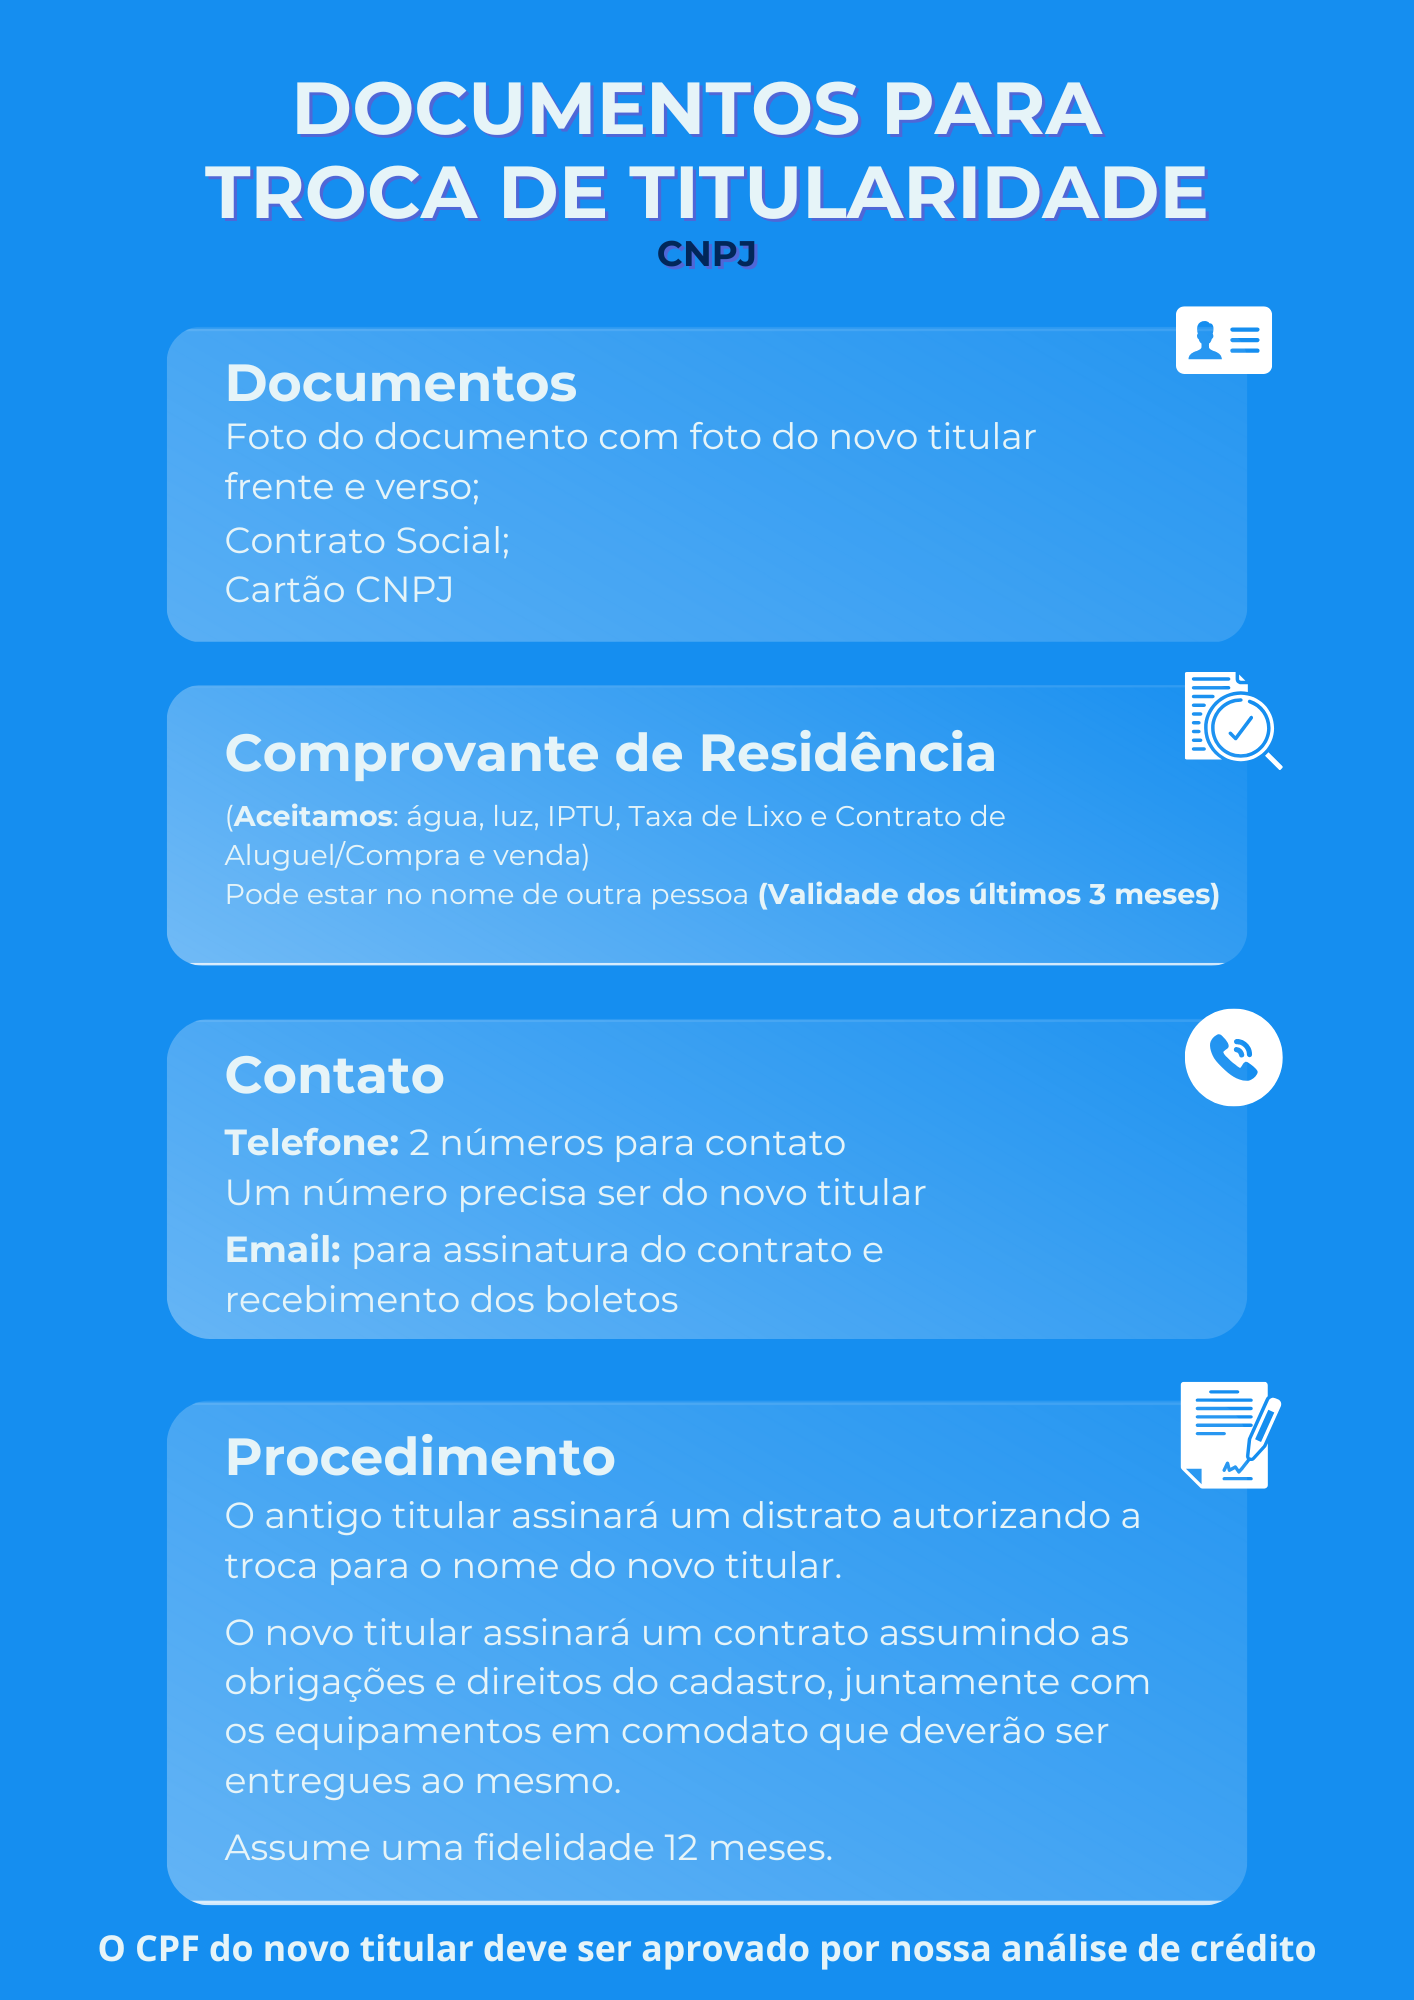 DOCUMENTOS PARA
TROCA DE TITULARIDADE
CNPJ
Documentos
Foto do documento com foto do novo titular
frente e verso;
Contrato Social;
Cartão CNPJ
Comprovante de Residência
(Aceitamos: água, luz, IPTU, Taxa de Lixo e Contrato de
Aluguel/Compra e venda)
Pode estar no nome de outra pessoa (Validade dos últimos 3 meses)
Contato
Telefone: 2 números para contato
Um número precisa ser do novo titular
Email: para assinatura do contrato e
recebimento dos boletos
Procedimento
O antigo titular assinará um distrato autorizando a
troca para o nome do novo titular.
O novo titular assinará um contrato assumindo as
obrigações e direitos do cadastro, juntamente com
os equipamentos em comodato que deverão ser
entregues ao mesmo.
Assume uma fidelidade 12 meses.
O CPF do novo titular deve ser aprovado por nossa análise de crédito